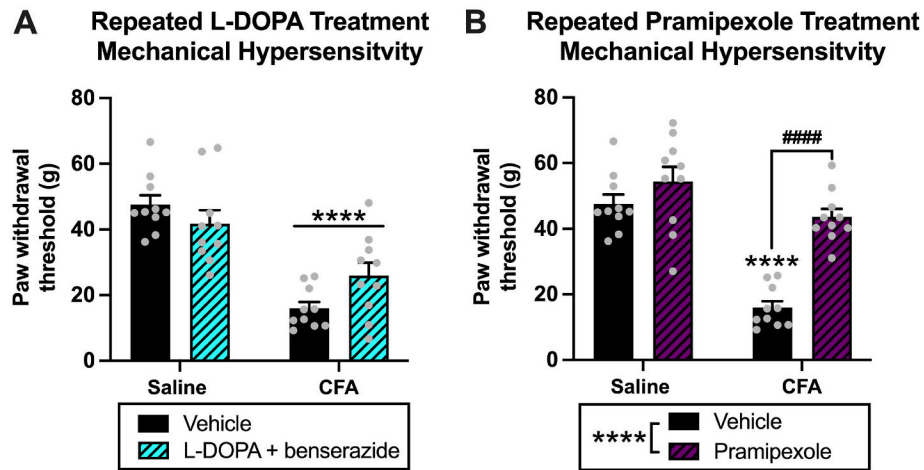 A
Repeated L-DOPA Treatment
Mechanical Hypersensitvity
Paw withdrawal
threshold (g)
80
60
40
20
0
****
Saline
CFA
Vehicle
L-DOPA + benserazide
B
Repeated Pramipexole Treatment
Mechanical Hypersensitvity
Paw withdrawal
threshold (g)
80
60
40
20
0
####
****
Saline
CFA
****
Vehicle
Pramipexole